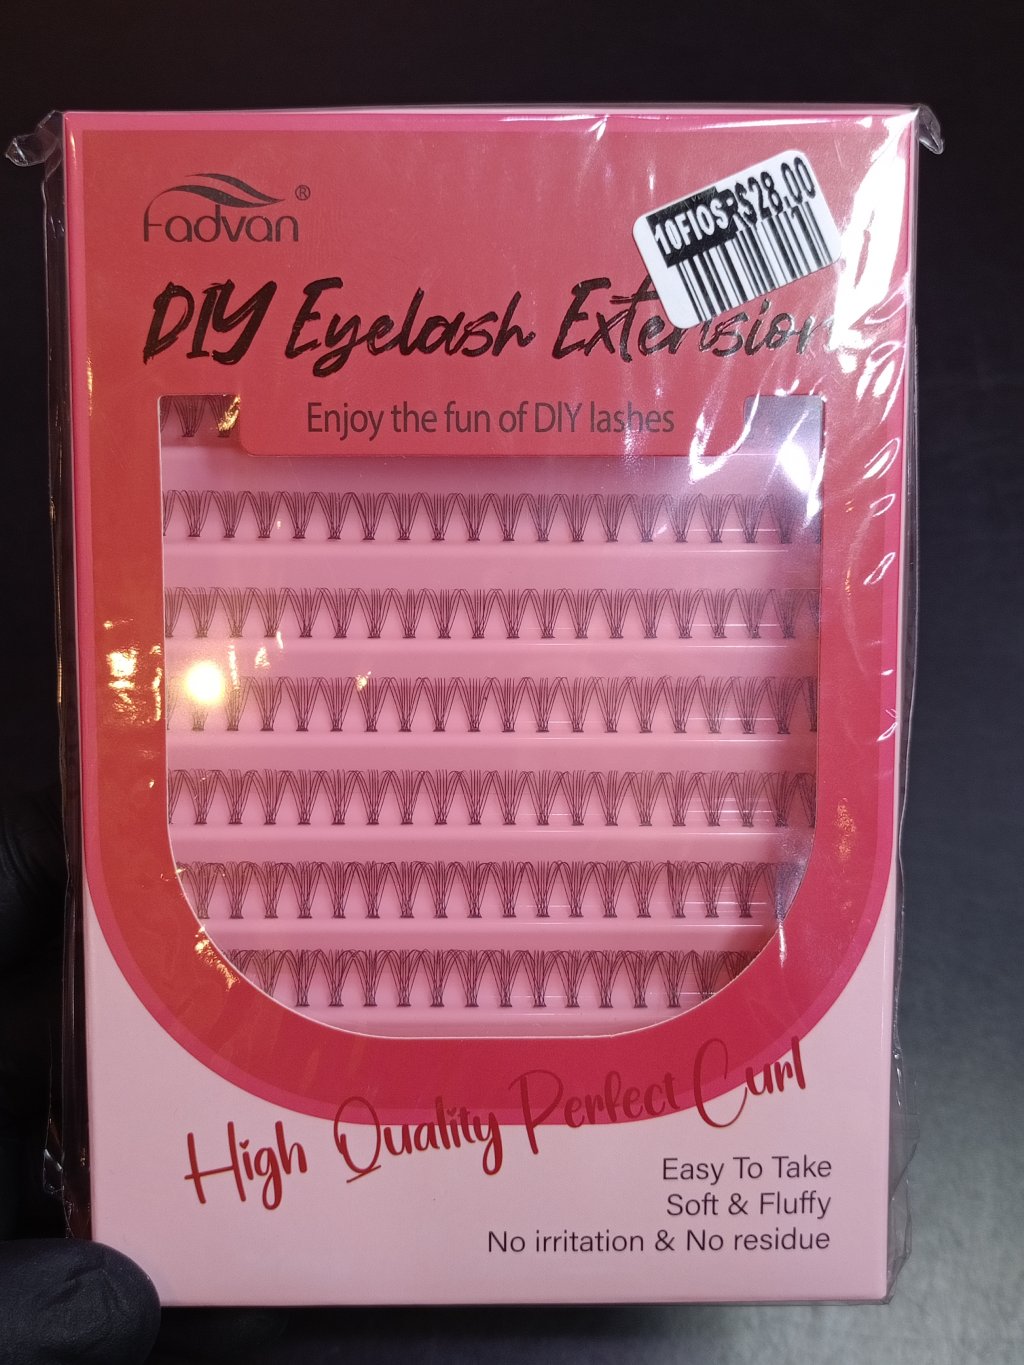 Fadvan®
10FIOS R$28.00
DIY Eyelash Extension
Enjoy the fun of DIY lashes
High Quality Perfect Curl
Easy To Take
Soft & Fluffy
No irritation & No residue